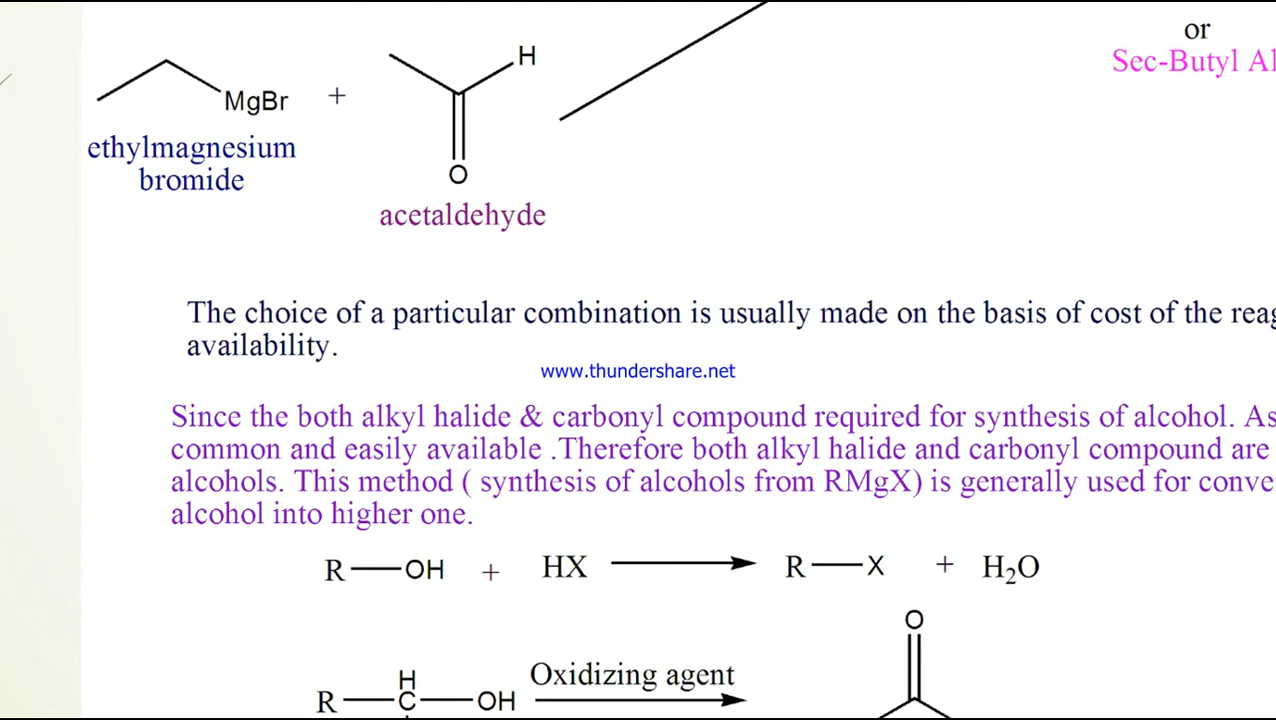 or
Sec-Butyl Al
H
MgBr +
O
ethylmagnesium
bromide
acetaldehyde
The choice of a particular combination is usually made on the basis of cost of the reag
availability.
www.thundershare.net
Since the both alkyl halide & carbonyl compound required for synthesis of alcohol. As
common and easily available .Therefore both alkyl halide and carbonyl compound are
alcohols. This method ( synthesis of alcohols from RMgX) is generally used for conve
alcohol into higher one.
R OH + HX R X + H₂O
O
H
R C OH Oxidizing agent